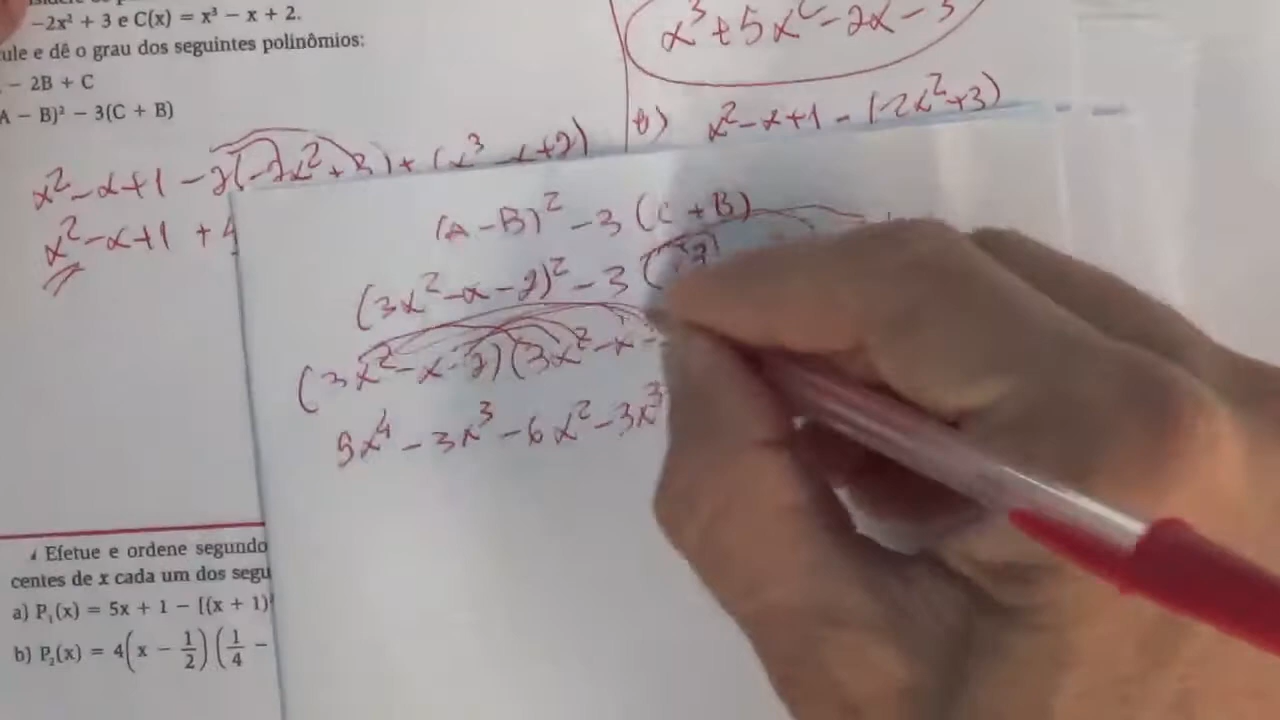 −2x² + 3 e C(x) = x³ − x + 2.
ule e dê o grau dos seguintes polinômios:
− 2B + C
A − B)² − 3(C + B)
x² − x + 1 − 2(−2x² + 3) + (x³ − x + 2)
x² − x + 1 + 4
x³ + 5x² − 2x − 3
b) x² − x + 1 − (−2x² + 3)
(A − B)² − 3 (C + B)
(3x² − x − 2)² − 3 (
(3x² − x − 2)(3x² − x −
9x⁴ − 3x³ − 6x² − 3x³
Efetue e ordene segundo
centes de x cada um dos segu
a) P₁(x) = 5x + 1 − [(x + 1)
b) P₂(x) = 4(x − 1/2)(1/4 −